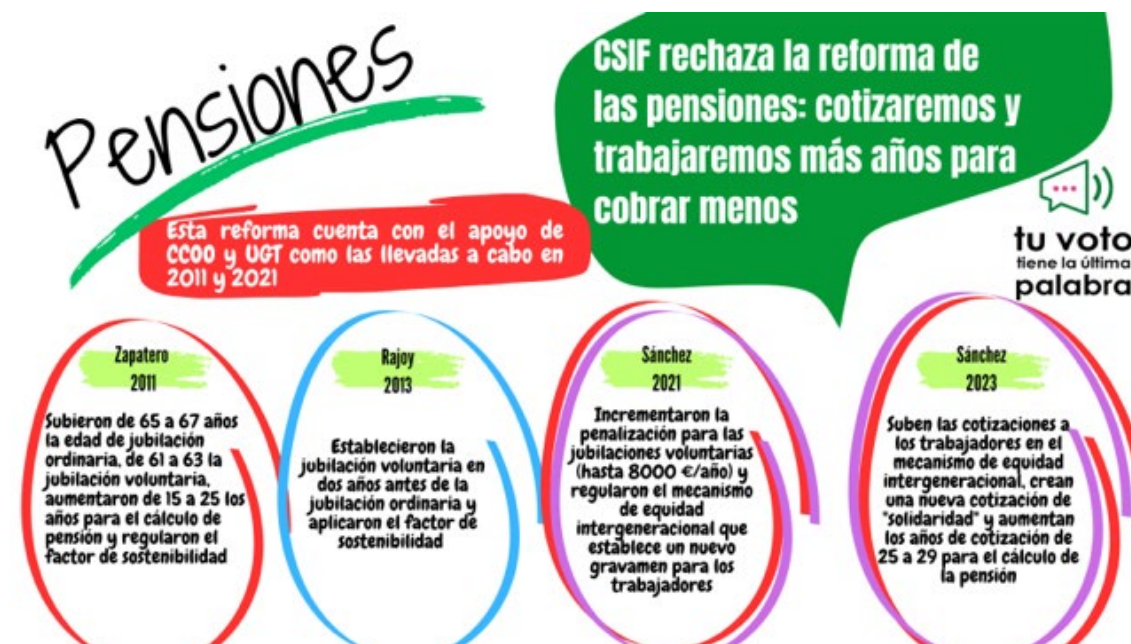 Pensiones
CSIF rechaza la reforma de
las pensiones: cotizaremos y
trabajaremos más años para
cobrar menos
tu voto
tiene la última
palabra
Esta reforma cuenta con el apoyo de
CCOO y UGT como las llevadas a cabo en
2011 y 2021
Zapatero
2011
Subieron de 65 a 67 años
la edad de jubilación
ordinaria, de 61 a 63 la
jubilación voluntaria,
aumentaron de 15 a 25 los
años para el cálculo de
pensión y regularon el
factor de sostenibilidad
Rajoy
2013
Establecieron la
jubilación voluntaria en
dos años antes de la
jubilación ordinaria y
aplicaron el factor de
sostenibilidad
Sánchez
2021
Incrementaron la
penalización para las
jubilaciones voluntarias
(hasta 8000 €/año) y
regularon el mecanismo
de equidad
intergeneracional que
establece un nuevo
gravamen para los
trabajadores
Sánchez
2023
Suben las cotizaciones a
los trabajadores en el
mecanismo de equidad
intergeneracional, crean
una nueva cotización de
"solidaridad" y aumentan
los años de cotización de
25 a 29 para el cálculo de
la pensión